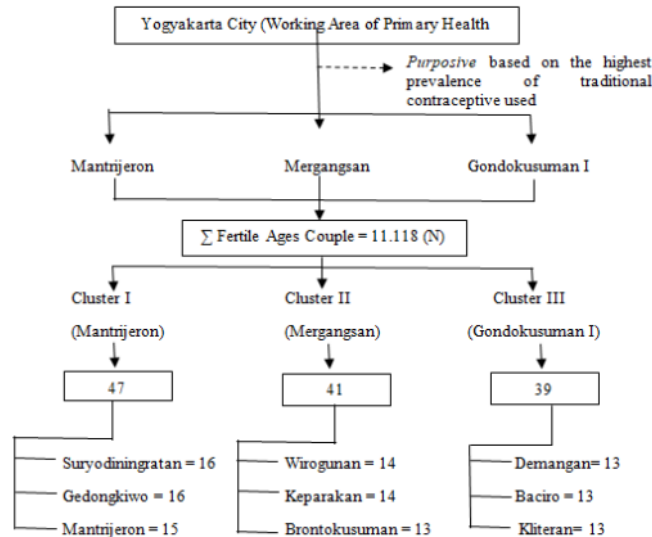 Yogyakarta City (Working Area of Primary Health
Purposive based on the highest
prevalence of traditional
contraceptive used
Mantrijeron
Mergangsan
Gondokusuman I
∑ Fertile Ages Couple = 11.118 (N)
Cluster I
(Mantrijeron)
Cluster II
(Mergangsan)
Cluster III
(Gondokusuman I)
47
41
39
Suryodiningratan = 16
Gedongkiwo = 16
Mantrijeron = 15
Wirogunan = 14
Keparakan = 14
Brontokusuman = 13
Demangan= 13
Baciro = 13
Kliteran= 13